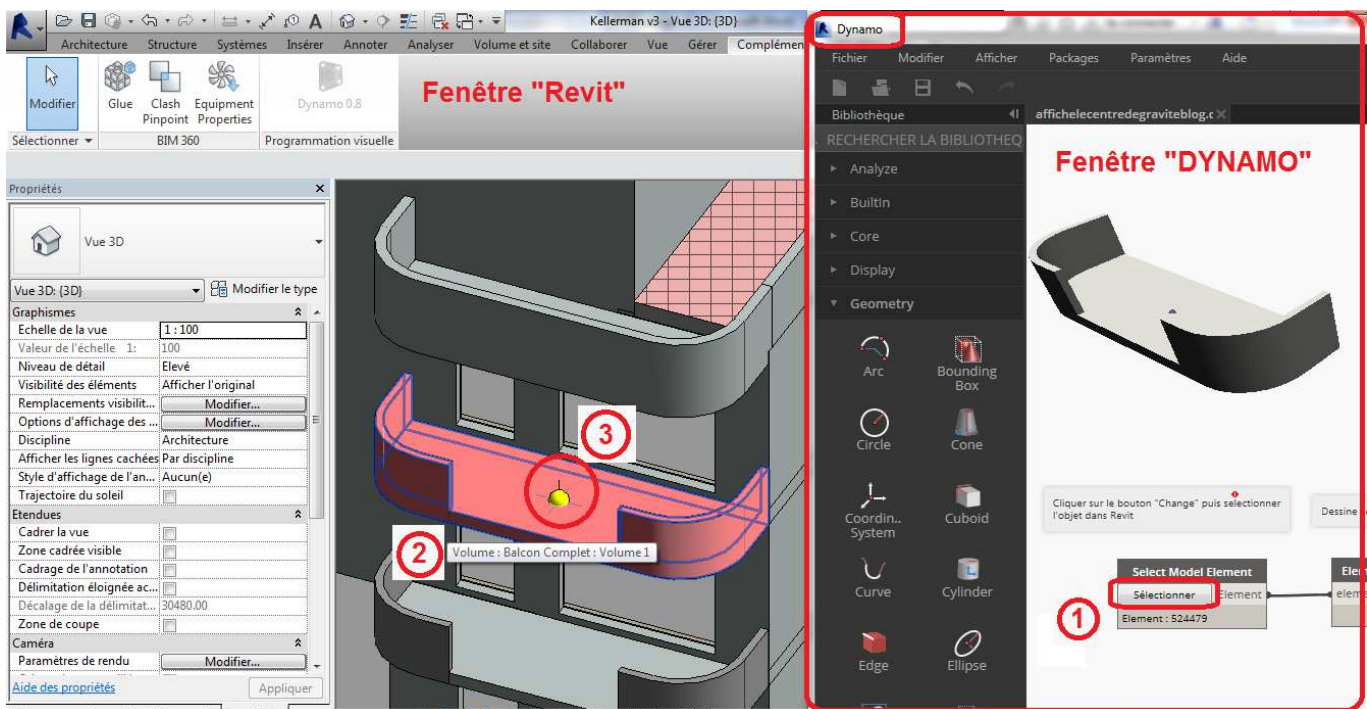 Kellerman v3 - Vue 3D: {3D}
Architecture Structure Systèmes Insérer Annoter Analyser Volume et site Collaborer Vue Gérer Complémen
Modifier
Glue
Clash Pinpoint
Equipment Properties
Dynamo 0.8
Fenêtre "Revit"
Sélectionner
BIM 360
Programmation visuelle
Propriétés
Vue 3D
Vue 3D: {3D}
Modifier le type
Graphismes
Echelle de la vue 1 : 100
Valeur de l'échelle 1: 100
Niveau de détail Elevé
Visibilité des éléments Afficher l'original
Remplacements visibilit... Modifier...
Options d'affichage des ... Modifier...
Discipline Architecture
Afficher les lignes cachées Par discipline
Style d'affichage de l'an... Aucun(e)
Trajectoire du soleil
Etendues
Cadrer la vue
Zone cadrée visible
Cadrage de l'annotation
Délimitation éloignée ac...
Décalage de la délimitat... 30480.00
Zone de coupe
Caméra
Paramètres de rendu Modifier...
Aide des propriétés
Appliquer
3
2
Volume : Balcon Complet : Volume 1
Dynamo
Fichier Modifier Afficher Packages Paramètres Aide
Bibliothèque
affichelecentredegraviteblog.c
RECHERCHER LA BIBLIOTHEQ
Fenêtre "DYNAMO"
Analyze
BuiltIn
Core
Display
Geometry
Arc
Bounding Box
Circle
Cone
Coordin.. System
Cuboid
Curve
Cylinder
Edge
Ellipse
Cliquer sur le bouton "Change" puis selectionner
l'objet dans Revit
Dessine
Select Model Element
Sélectionner
Element
Element : 524479
1
Elem
eleme